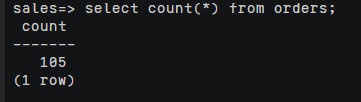 sales=> select count(*) from orders;
 count
-------
   105
(1 row)